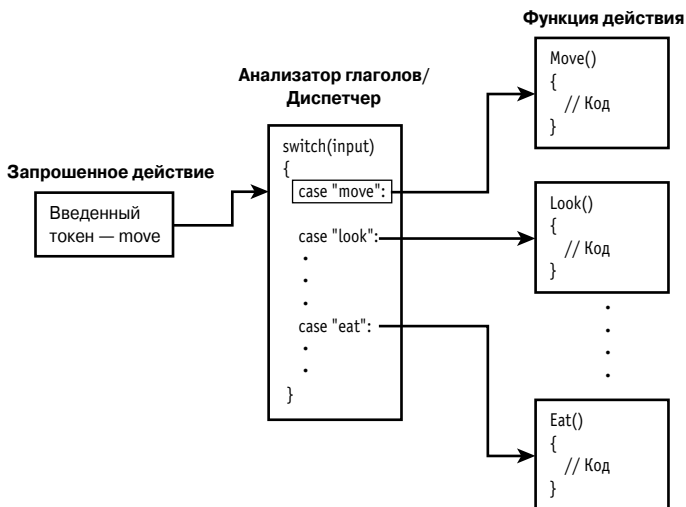 Запрошенное действие
Введенный
токен — move
Анализатор глаголов/
Диспетчер
switch(input)
{
case "move":
case "look":
.
.
.
case "eat":
.
.
}
Функция действия
Move()
{
// Код
}
Look()
{
// Код
}
.
.
.
.
Eat()
{
// Код
}